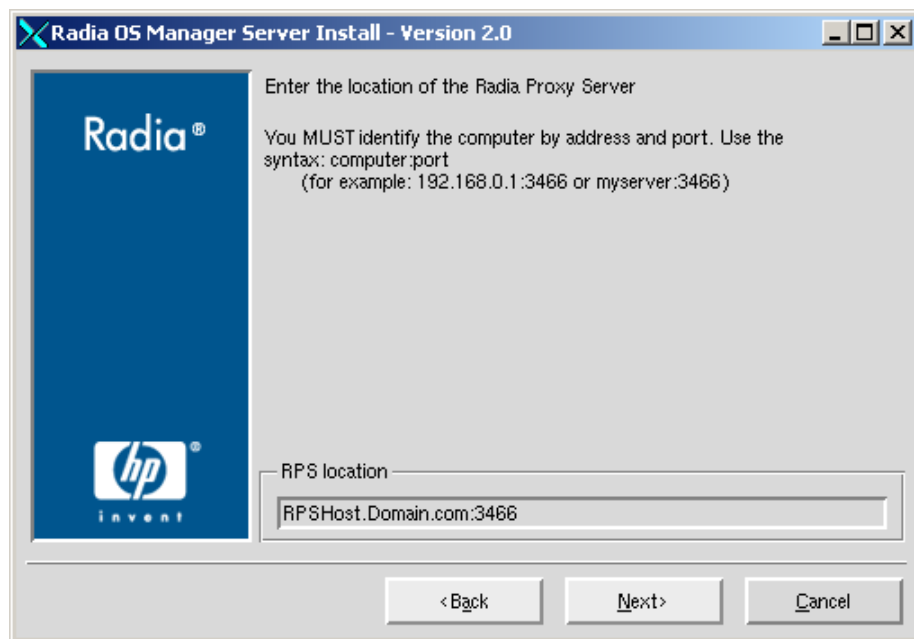 Radia OS Manager Server Install - Version 2.0
Enter the location of the Radia Proxy Server
Radia®
You MUST identify the computer by address and port. Use the
syntax: computer:port
(for example: 192.168.0.1:3466 or myserver:3466)
hp®
invent
RPS location
RPSHost.Domain.com:3466
<Back
Next>
Cancel